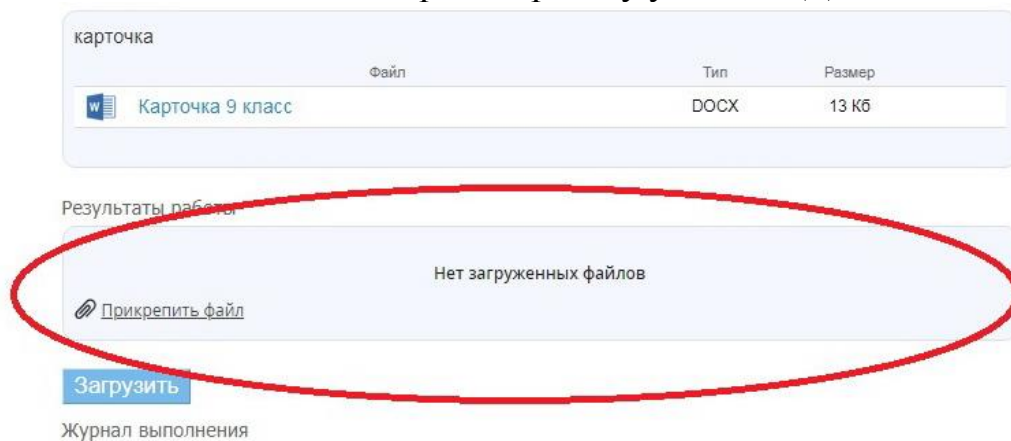 карточка
Файл Тип Размер
Карточка 9 класс DOCX 13 Кб
Результаты работы
Нет загруженных файлов
Прикрепить файл
Загрузить
Журнал выполнения